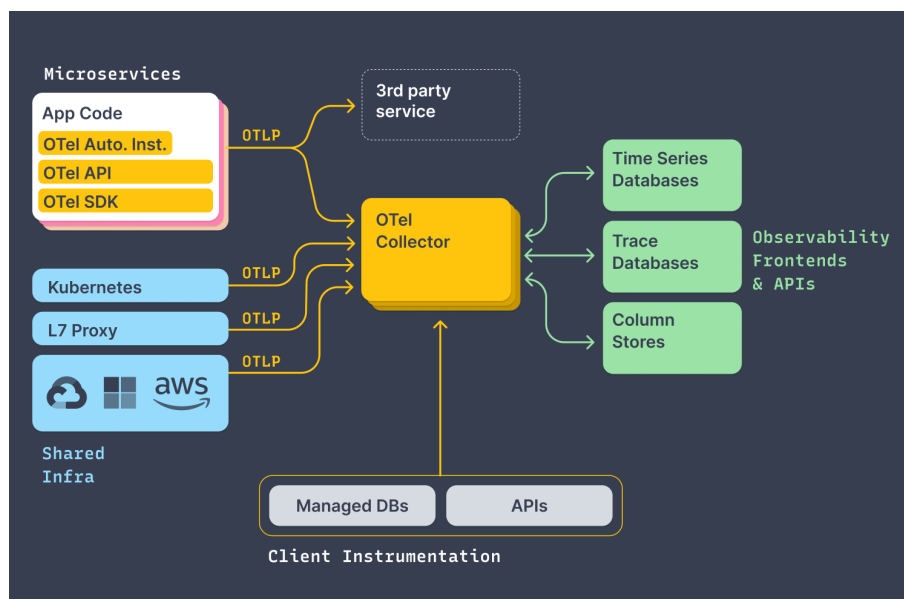 Microservices
App Code
OTel Auto. Inst.
OTel API
OTel SDK
OTLP
3rd party
service
OTel
Collector
Time Series
Databases
Trace
Databases
Column
Stores
Observability
Frontends
& APIs
OTLP
Kubernetes
OTLP
L7 Proxy
OTLP
aws
Shared
Infra
Managed DBs
APIs
Client Instrumentation